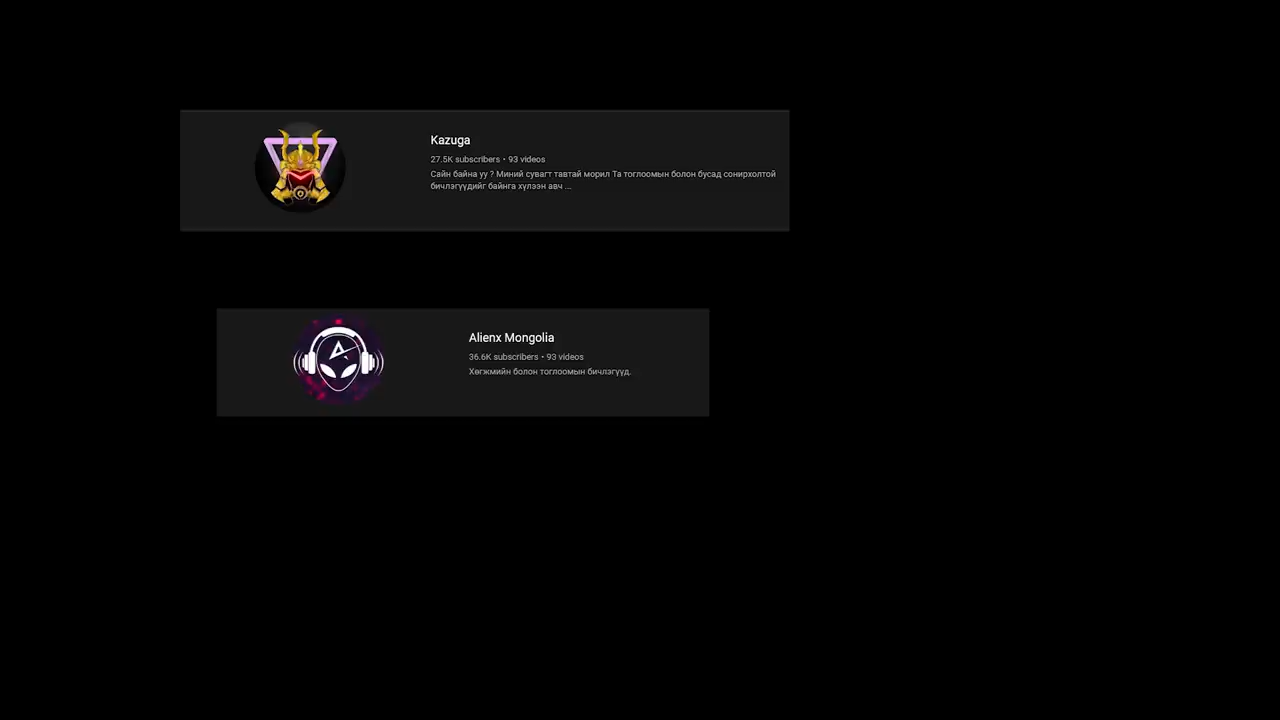 Kazuga
27.5K subscribers • 93 videos
Сайн байна уу ? Миний сувагт тавтай морил Та тоглоомын болон бусад сонирхолтой
бичлэгүүдийг байнга хүлээн авч ...
Alienx Mongolia
36.6K subscribers • 93 videos
Хөгжмийн болон тоглоомын бичлэгүүд.